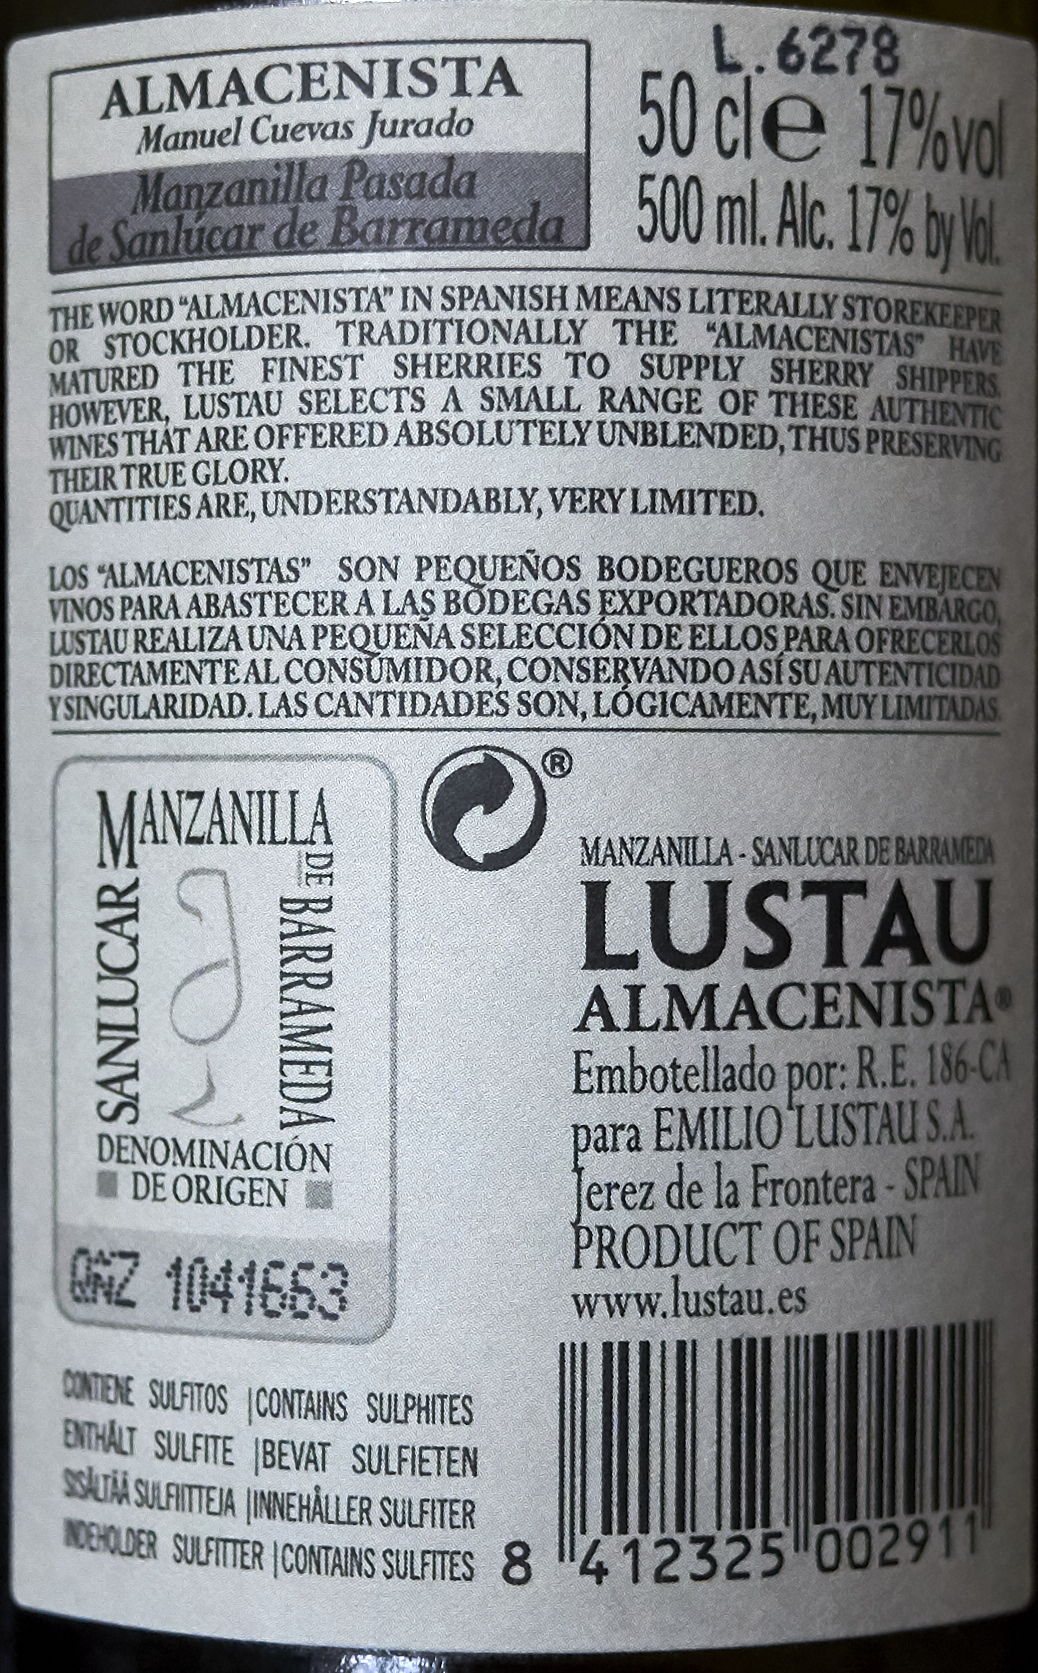 L.6278
ALMACENISTA
Manuel Cuevas Jurado
Manzanilla Pasada
de Sanlúcar de Barrameda
50 cl e 17%vol
500 ml. Alc. 17% by Vol.
THE WORD “ALMACENISTA” IN SPANISH MEANS LITERALLY STOREKEEPER
OR STOCKHOLDER. TRADITIONALLY THE “ALMACENISTAS” HAVE
MATURED THE FINEST SHERRIES TO SUPPLY SHERRY SHIPPERS.
HOWEVER, LUSTAU SELECTS A SMALL RANGE OF THESE AUTHENTIC
WINES THAT ARE OFFERED ABSOLUTELY UNBLENDED, THUS PRESERVING
THEIR TRUE GLORY.
QUANTITIES ARE, UNDERSTANDABLY, VERY LIMITED.
LOS “ALMACENISTAS” SON PEQUEÑOS BODEGUEROS QUE ENVEJECEN
VINOS PARA ABASTECER A LAS BODEGAS EXPORTADORAS. SIN EMBARGO,
LUSTAU REALIZA UNA PEQUEÑA SELECCIÓN DE ELLOS PARA OFRECERLOS
DIRECTAMENTE AL CONSUMIDOR, CONSERVANDO ASÍ SU AUTENTICIDAD
Y SINGULARIDAD. LAS CANTIDADES SON, LÓGICAMENTE, MUY LIMITADAS.
MANZANILLA
SANLUCAR
DE BARRAMEDA
DENOMINACIÓN
DE ORIGEN
QNZ 1041663
®
MANZANILLA - SANLUCAR DE BARRAMEDA
LUSTAU
ALMACENISTA®
Embotellado por: R.E. 186-CA
para EMILIO LUSTAU S.A.
Jerez de la Frontera - SPAIN
PRODUCT OF SPAIN
www.lustau.es
CONTIENE SULFITOS | CONTAINS SULPHITES
ENTHÄLT SULFITE | BEVAT SULFIETEN
SISÄLTÄÄ SULFIITTEJA | INNEHÅLLER SULFITER
INDEHOLDER SULFITTER | CONTAINS SULFITES
8 412325 002911